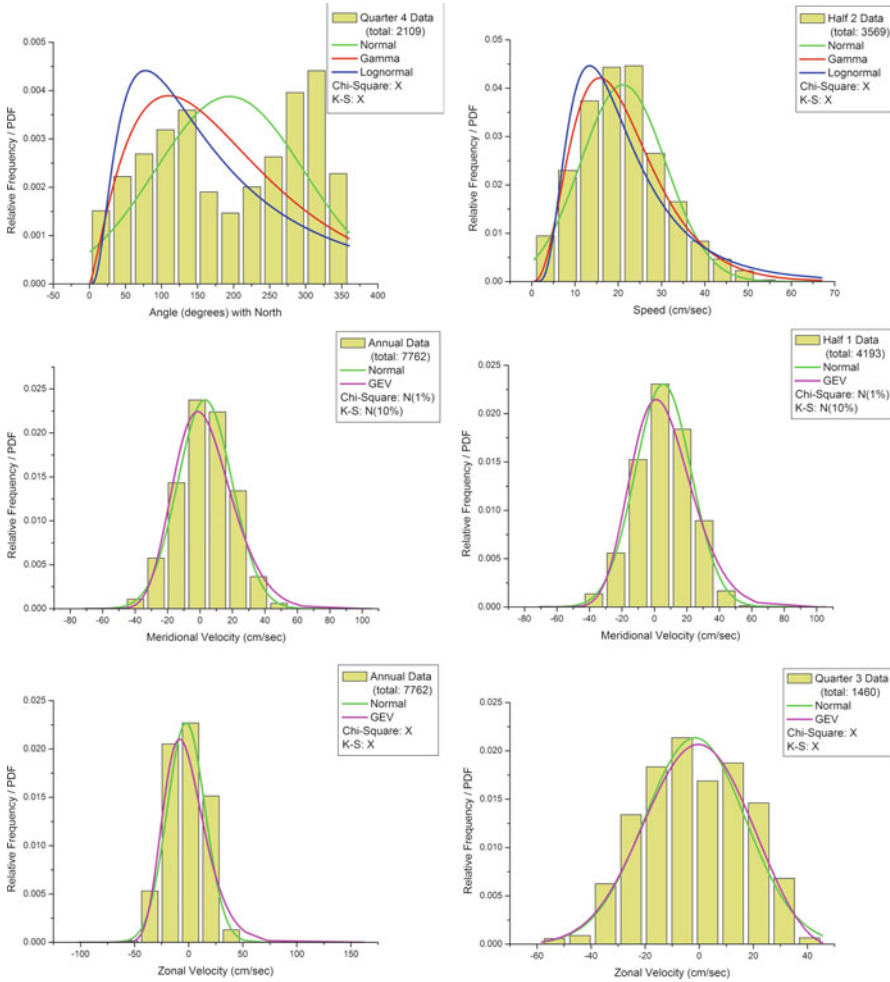 Quarter 4 Data
(total: 2109)
Normal
Gamma
Lognormal
Chi-Square: X
K-S: X
0.005
0.004
0.003
0.002
0.001
0.000
Relative Frequency / PDF
-50 0 50 100 150 200 250 300 350 400
Angle (degrees) with North
Half 2 Data
(total: 3569)
Normal
Gamma
Lognormal
Chi-Square: X
K-S: X
0.05
0.04
0.03
0.02
0.01
0.00
Relative Frequency / PDF
0 10 20 30 40 50 60 70
Speed (cm/sec)
Annual Data
(total: 7762)
Normal
GEV
Chi-Square: N(1%)
K-S: N(10%)
0.025
0.020
0.015
0.010
0.005
0.000
Relative Frequency / PDF
-80 -60 -40 -20 0 20 40 60 80 100
Meridional Velocity (cm/sec)
Half 1 Data
(total: 4193)
Normal
GEV
Chi-Square: N(1%)
K-S: N(10%)
0.025
0.020
0.015
0.010
0.005
0.000
Relative Frequency / PDF
-80 -60 -40 -20 0 20 40 60 80 100
Meridional Velocity (cm/sec)
Annual Data
(total: 7762)
Normal
GEV
Chi-Square: X
K-S: X
0.025
0.020
0.015
0.010
0.005
0.000
Relative Frequency / PDF
-100 -50 0 50 100 150
Zonal Velocity (cm/sec)
Quarter 3 Data
(total: 1460)
Normal
GEV
Chi-Square: X
K-S: X
0.025
0.020
0.015
0.010
0.005
0.000
Relative Frequency / PDF
-60 -40 -20 0 20 40
Zonal Velocity (cm/sec)